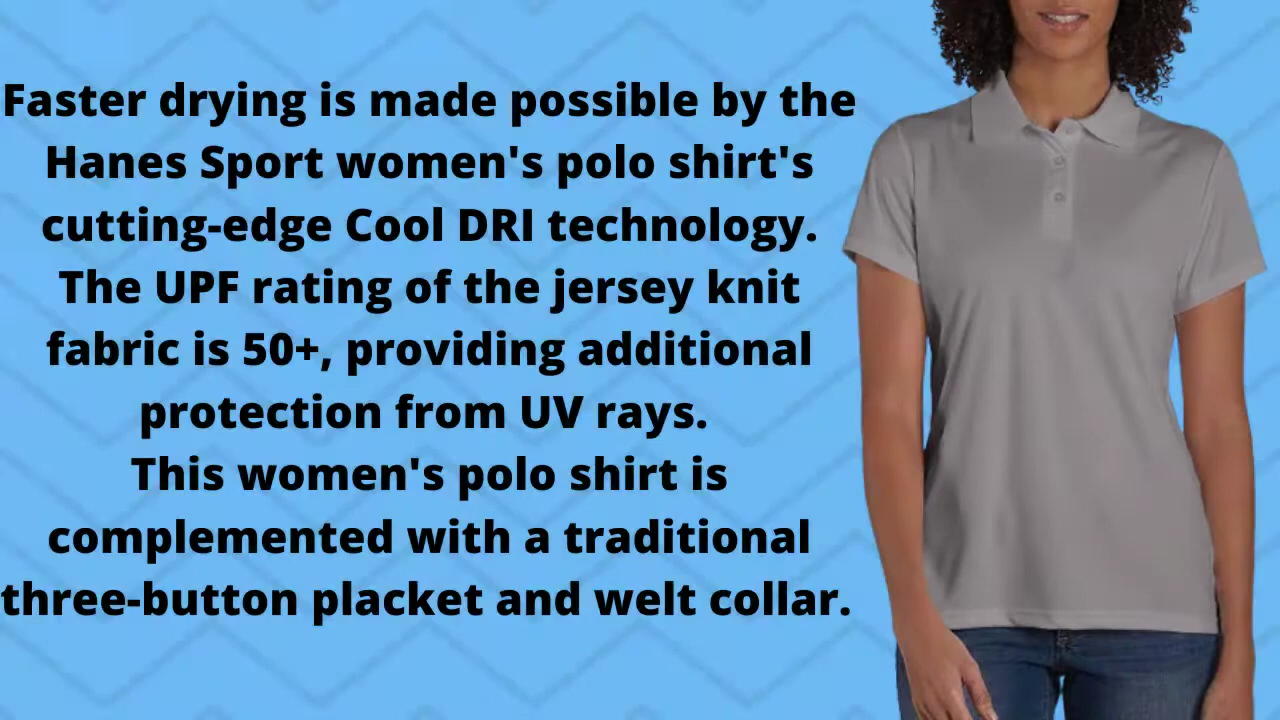 Faster drying is made possible by the
Hanes Sport women's polo shirt's
cutting-edge Cool DRI technology.
The UPF rating of the jersey knit
fabric is 50+, providing additional
protection from UV rays.
This women's polo shirt is
complemented with a traditional
three-button placket and welt collar.